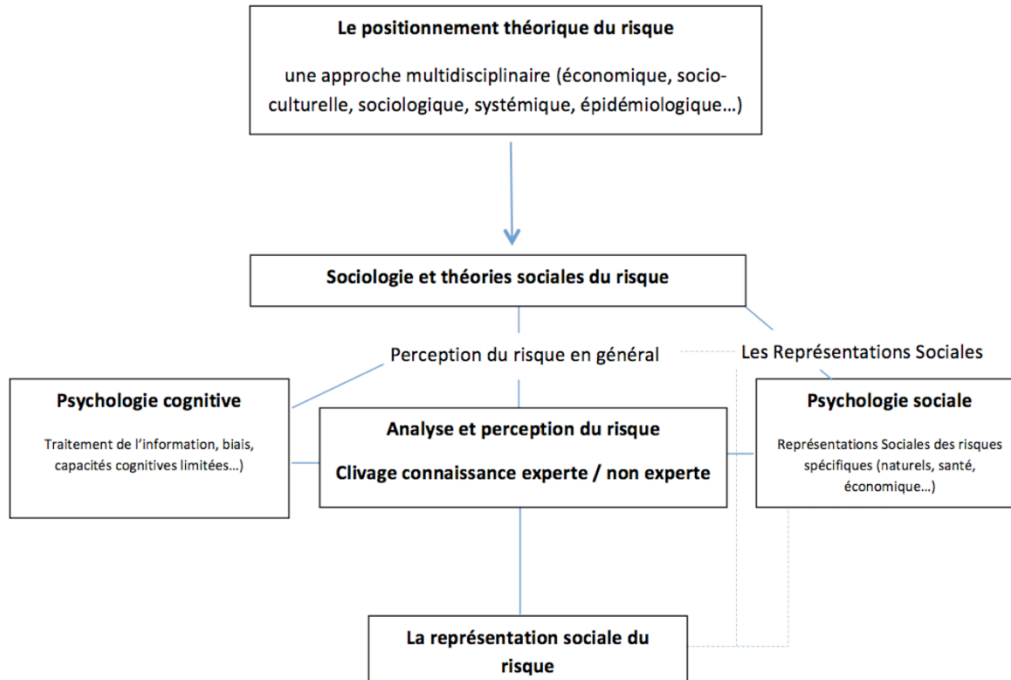 Le positionnement théorique du risque
une approche multidisciplinaire (économique, socio-
culturelle, sociologique, systémique, épidémiologique...)
Sociologie et théories sociales du risque
Perception du risque en général
Les Représentations Sociales
Psychologie cognitive
Traitement de l'information, biais,
capacités cognitives limitées...)
Analyse et perception du risque
Clivage connaissance experte / non experte
Psychologie sociale
Représentations Sociales des risques
spécifiques (naturels, santé,
économique...)
La représentation sociale du
risque